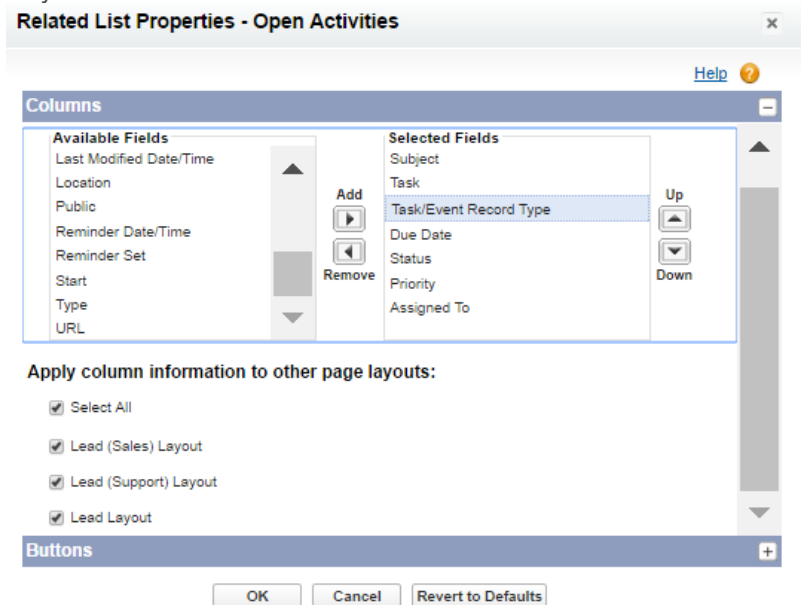 Related List Properties - Open Activities
Help
Columns
Available Fields
Last Modified Date/Time
Location
Public
Reminder Date/Time
Reminder Set
Start
Type
URL
Add
Remove
Selected Fields
Subject
Task
Task/Event Record Type
Due Date
Status
Priority
Assigned To
Up
Down
Apply column information to other page layouts:
Select All
Lead (Sales) Layout
Lead (Support) Layout
Lead Layout
Buttons
OK Cancel Revert to Defaults